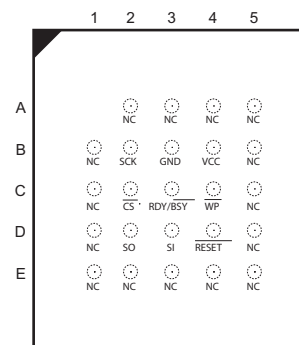 1 2 3 4 5
A
NC NC NC NC
B
NC SCK GND VCC NC
C
NC CS RDY/BSY WP NC
D
NC SO SI RESET NC
E
NC NC NC NC NC